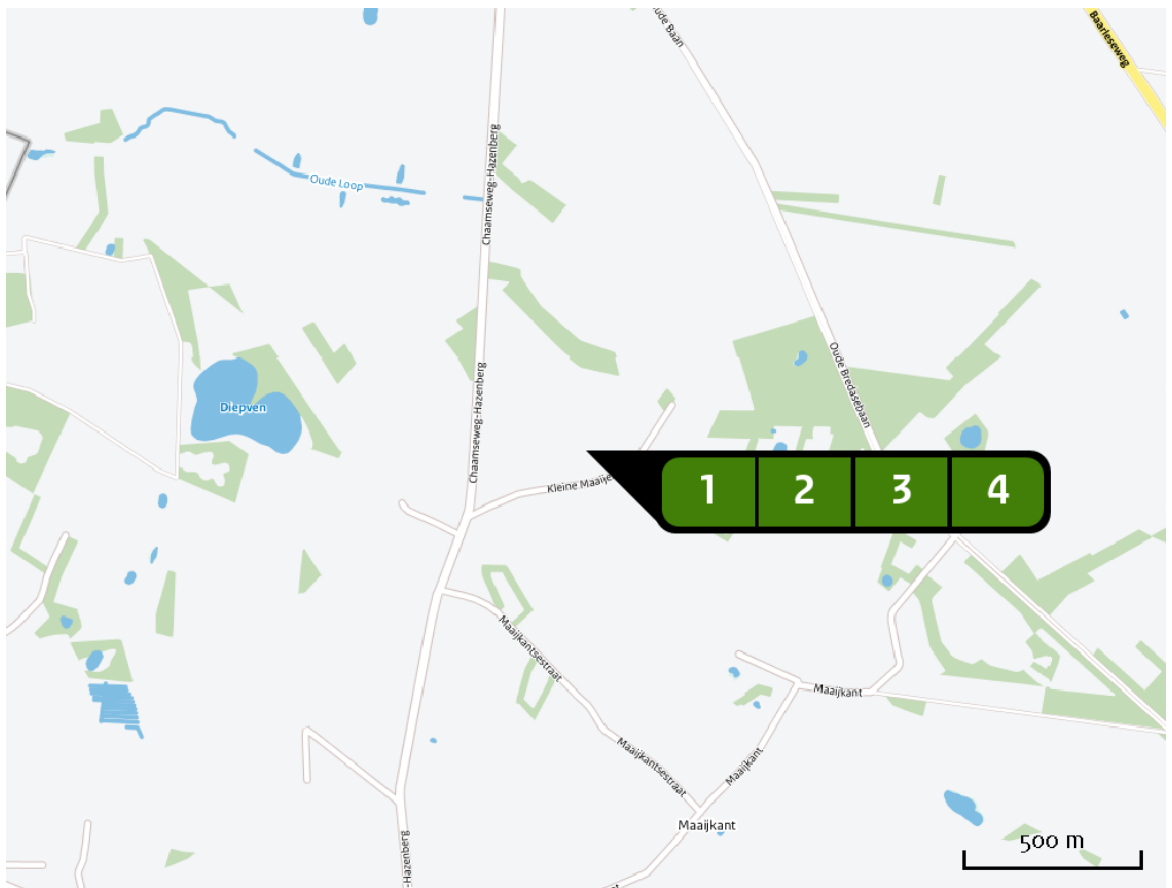 Oude Baan
Baarleseweg
Oude Loop
Chaamseweg-Hazenberg
Oude Bredasebaan
Diepven
Chaamseweg-Hazenberg
Kleine
1
2
3
4
Maaijkantsestraat
Maaijkant
Maaijkantsestraat
Maaijkant
Maaijkant
500 m
-Hazenberg